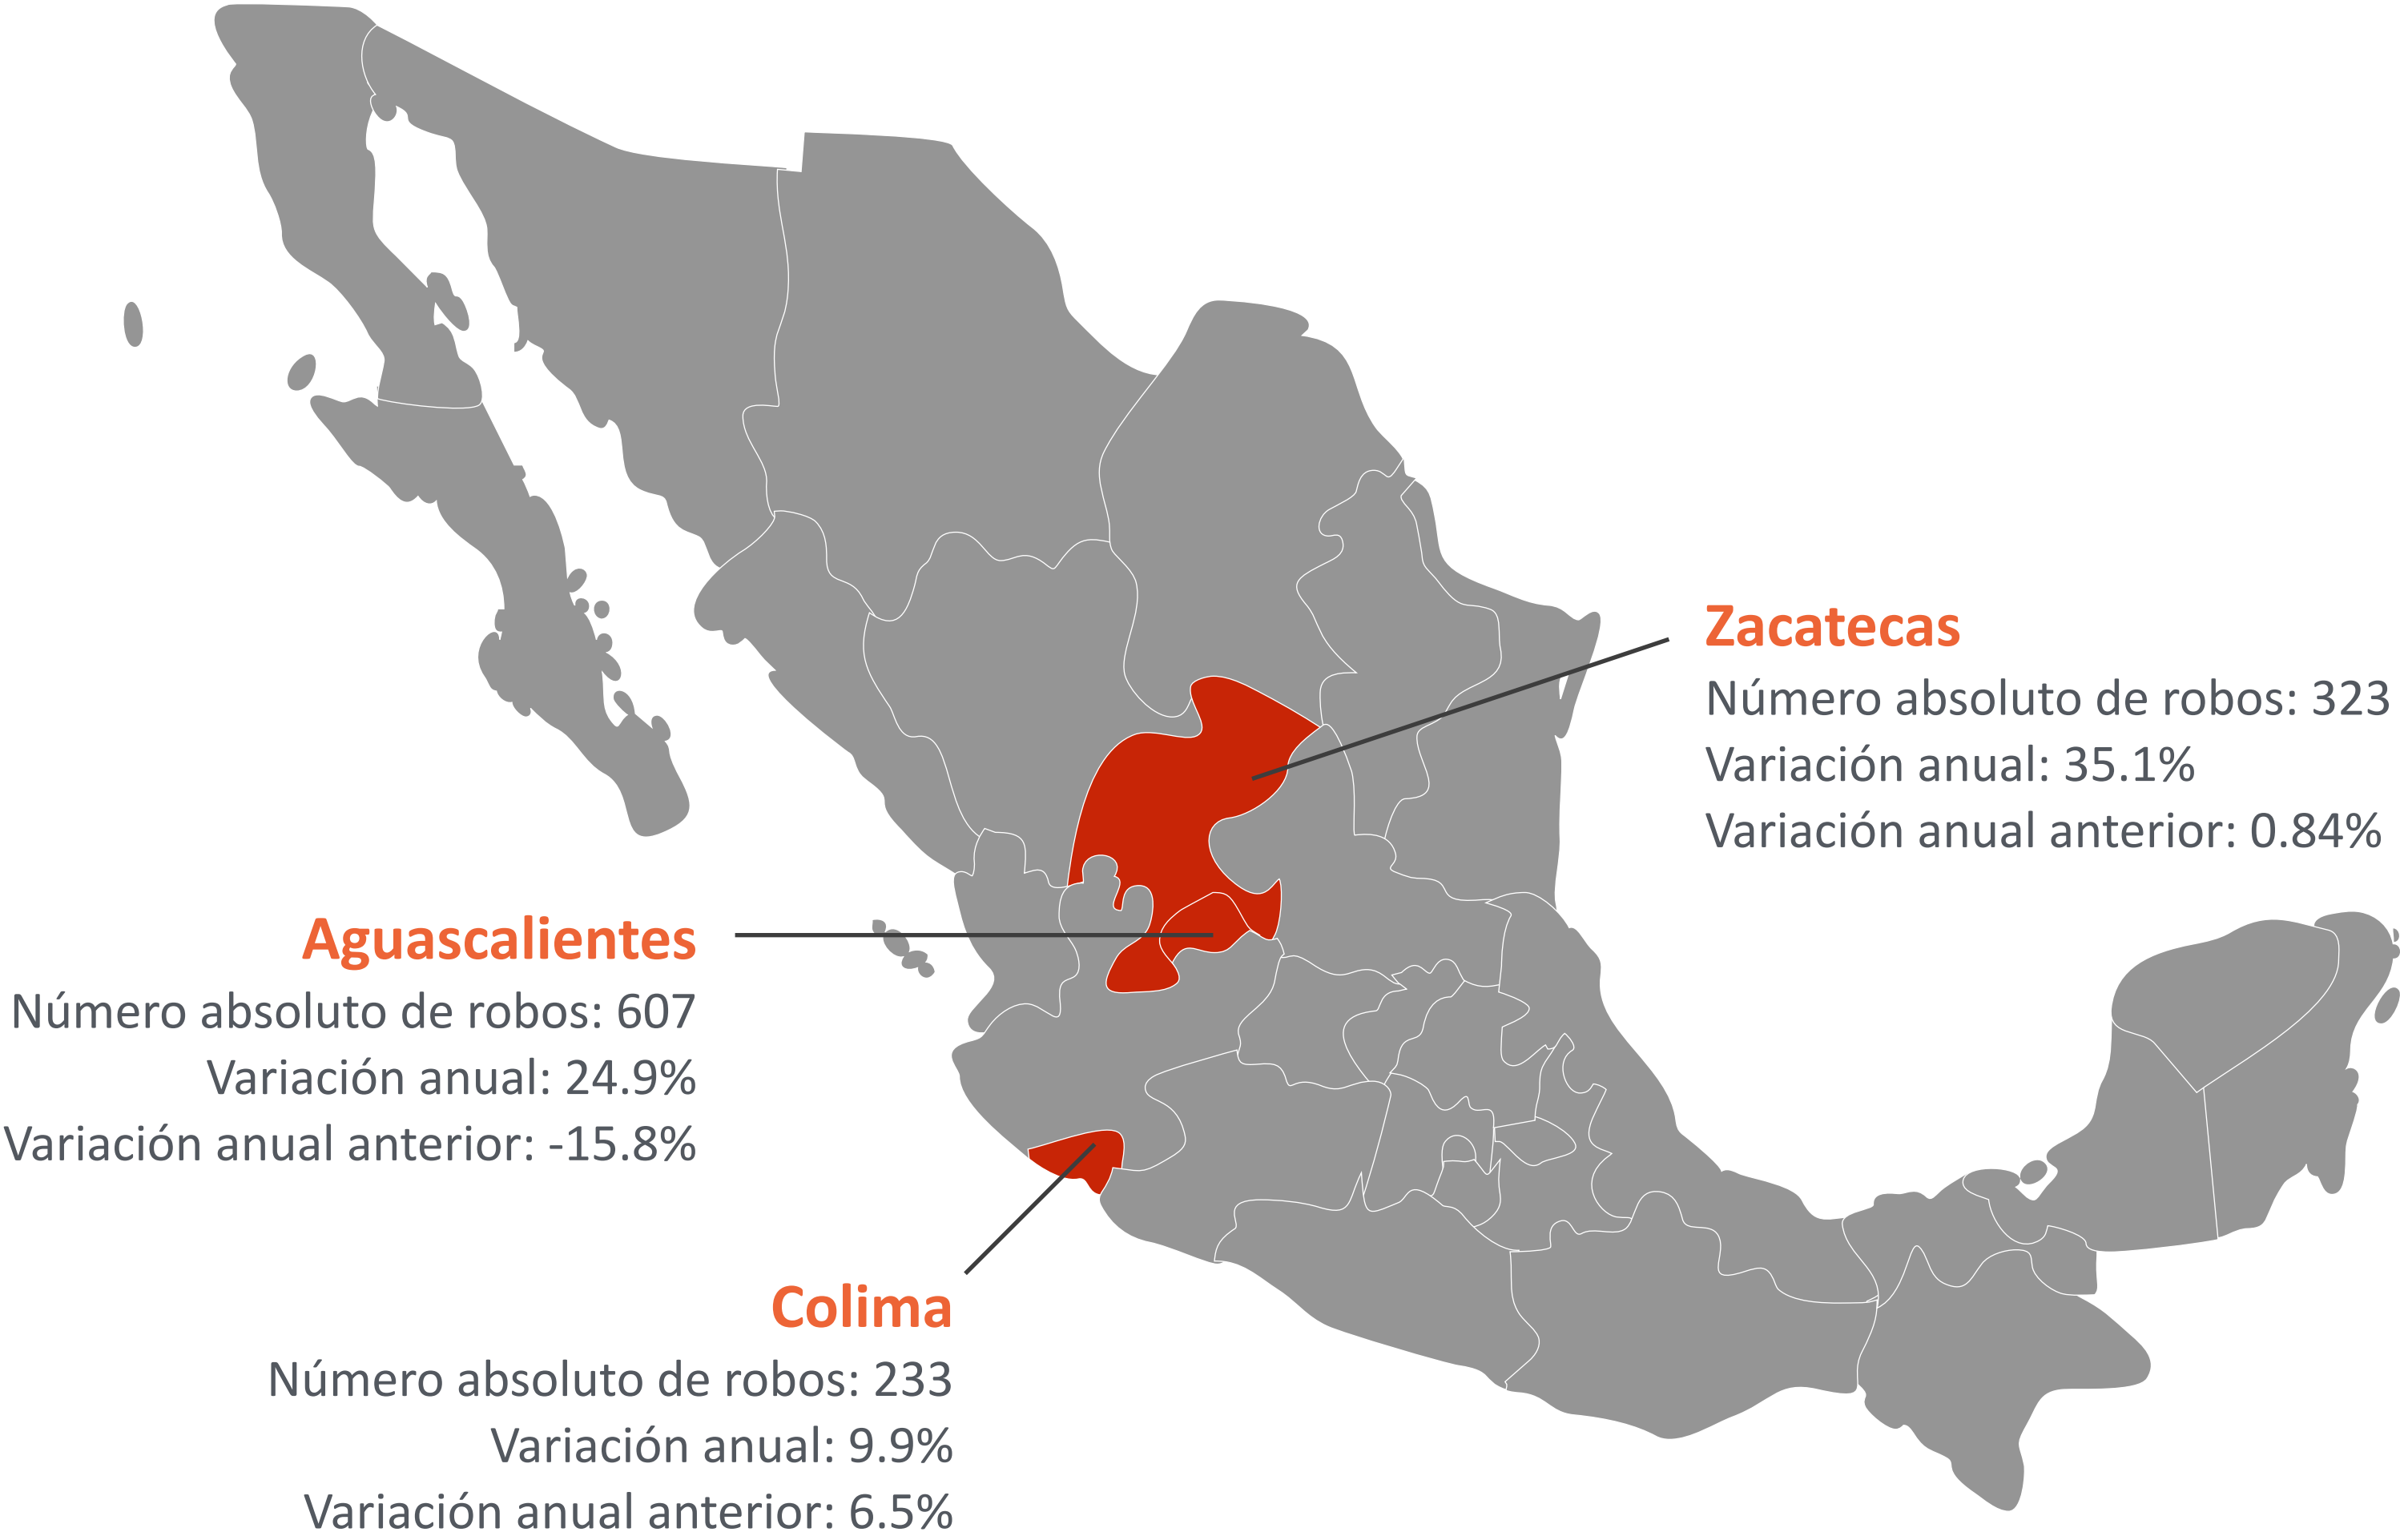 Zacatecas
Número absoluto de robos: 323
Variación anual: 35.1%
Variación anual anterior: 0.84%
Aguascalientes
Número absoluto de robos: 607
Variación anual: 24.9%
Variación anual anterior: -15.8%
Colima
Número absoluto de robos: 233
Variación anual: 9.9%
Variación anual anterior: 6.5%